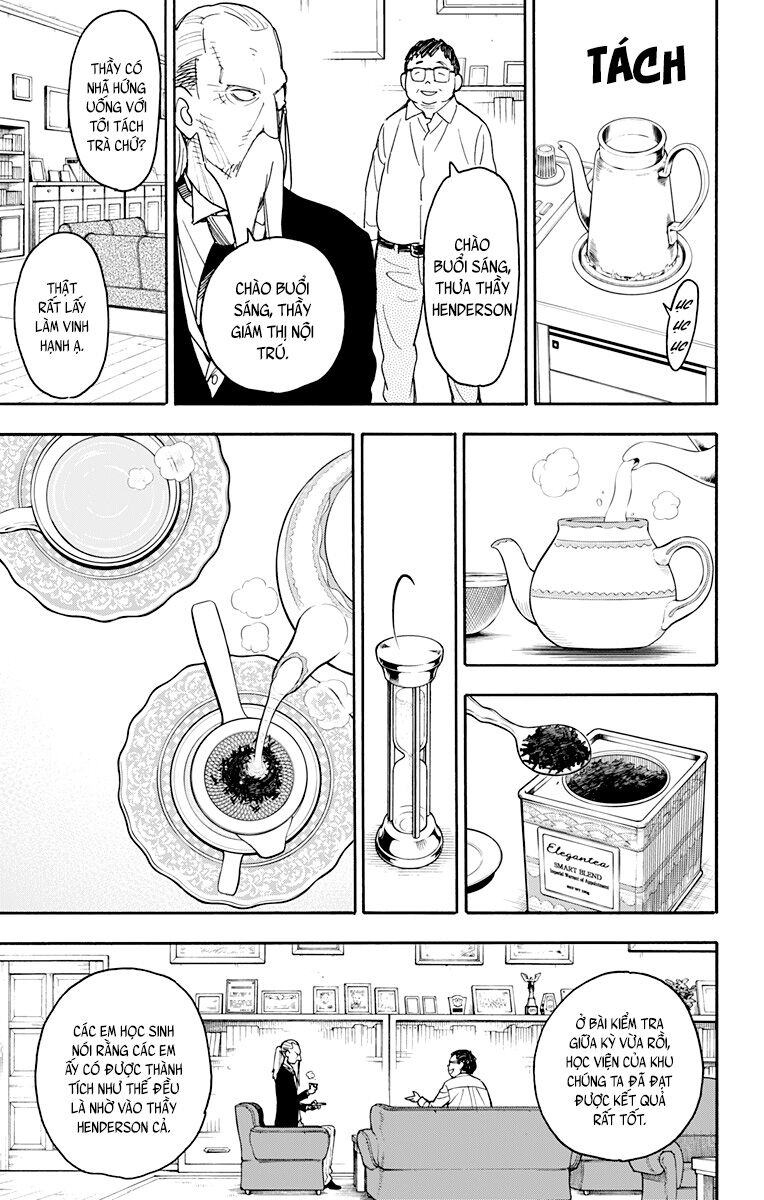 TÁCH
ỤC
ỤC
ỤC
CHÀO
BUỔI SÁNG,
THƯA THẦY
HENDERSON
CHÀO BUỔI
SÁNG, THẦY
GIÁM THỊ NỘI
TRÚ.
THẦY CÓ
NHÃ HỨNG
UỐNG VỚI
TÔI TÁCH
TRÀ CHỨ?
THẬT
RẤT LẤY
LÀM VINH
HẠNH Ạ.
Elegantea
SMART BLEND
Imperial Warrant of Appointment
Ở BÀI KIỂM TRA
GIỮA KỲ VỪA RỒI,
HỌC VIỆN CỦA KHU
CHÚNG TA ĐÃ ĐẠT
ĐƯỢC KẾT QUẢ
RẤT TỐT.
CÁC EM HỌC SINH
NÓI RẰNG CÁC EM
ẤY CÓ ĐƯỢC THÀNH
TÍCH NHƯ THẾ ĐỀU
LÀ NHỜ VÀO THẦY
HENDERSON CẢ.